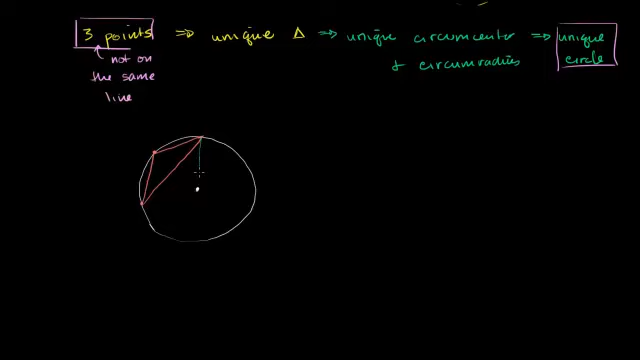 3 points ⇒ unique Δ ⇒ unique circumcenter ⇒ unique
not on + circumradius circle
the same
line